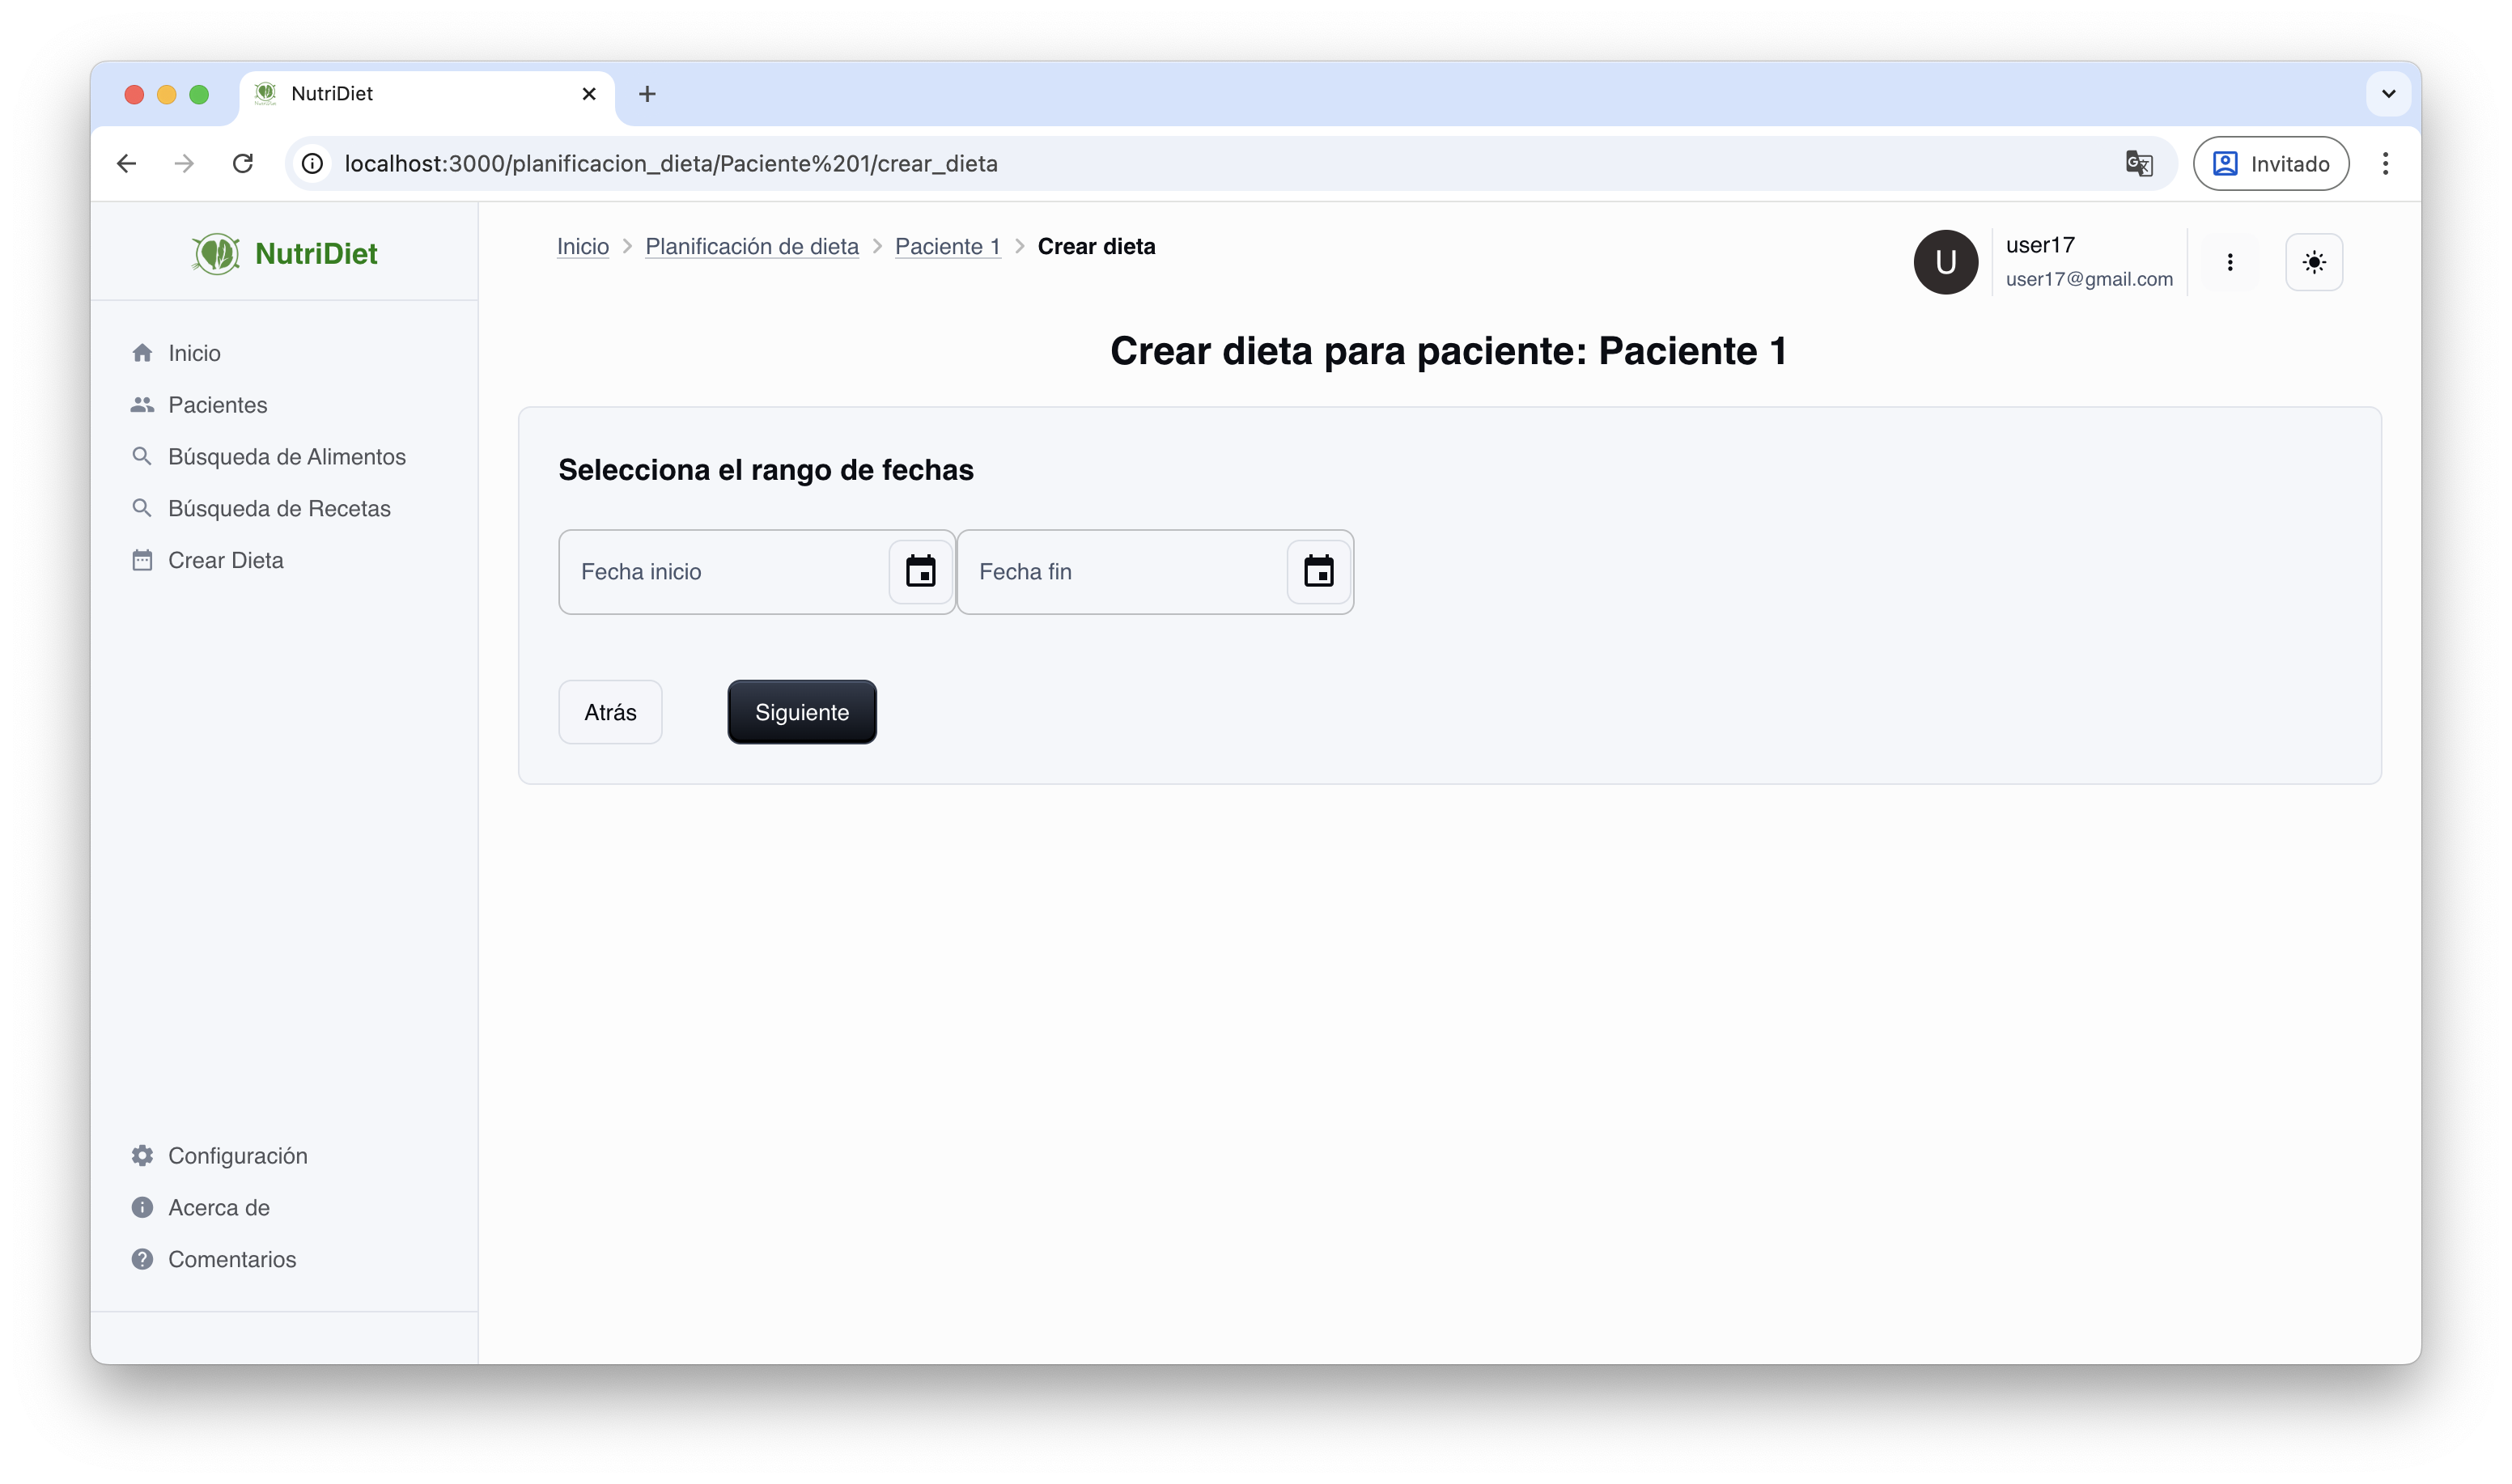 NutriDiet
localhost:3000/planificacion_dieta/Paciente%201/crear_dieta
Invitado
NutriDiet
Inicio
Pacientes
Búsqueda de Alimentos
Búsqueda de Recetas
Crear Dieta
Configuración
Acerca de
Comentarios
Inicio > Planificación de dieta > Paciente 1 > Crear dieta
U
user17
user17@gmail.com
Crear dieta para paciente: Paciente 1
Selecciona el rango de fechas
Fecha inicio
Fecha fin
Atrás
Siguiente